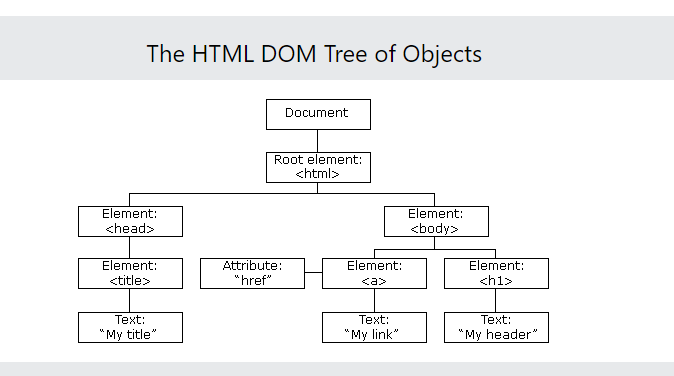 The HTML DOM Tree of Objects
Document
Root element:
<html>
Element:
<head>
Element:
<body>
Element:
<title>
Attribute:
“href”
Element:
<a>
Element:
<h1>
Text:
“My title”
Text:
“My link”
Text:
“My header”